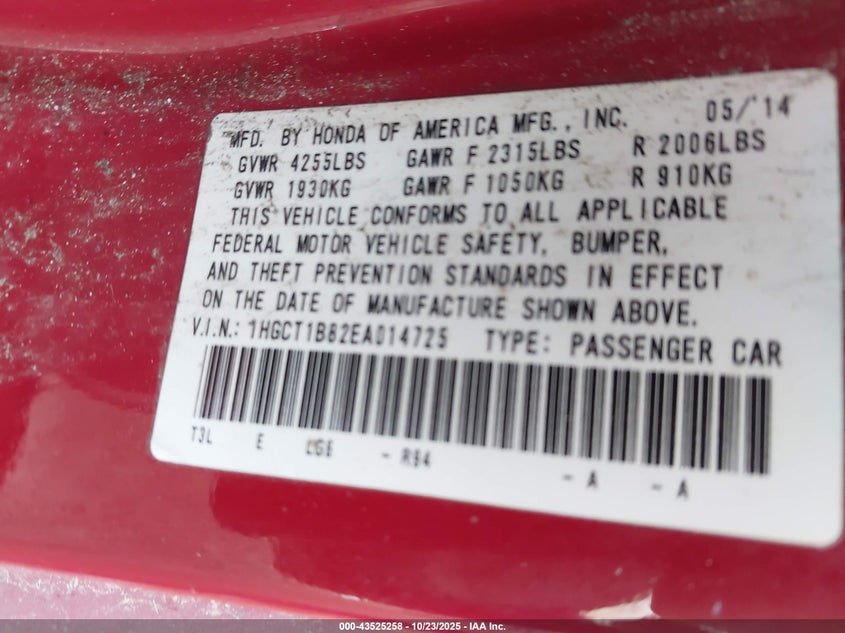 MFD. BY HONDA OF AMERICA MFG., INC. 05/'14
GVWR 4255LBS GAWR F 2315LBS R 2006LBS
GVWR 1930KG GAWR F 1050KG R 910KG
THIS VEHICLE CONFORMS TO ALL APPLICABLE
FEDERAL MOTOR VEHICLE SAFETY, BUMPER,
AND THEFT PREVENTION STANDARDS IN EFFECT
ON THE DATE OF MANUFACTURE SHOWN ABOVE.
V.I.N.: 1HGCT1B82EA014725 TYPE: PASSENGER CAR
T3L E - R94 - A - A
000-43525258 - 10/23/2025 - IAA Inc.